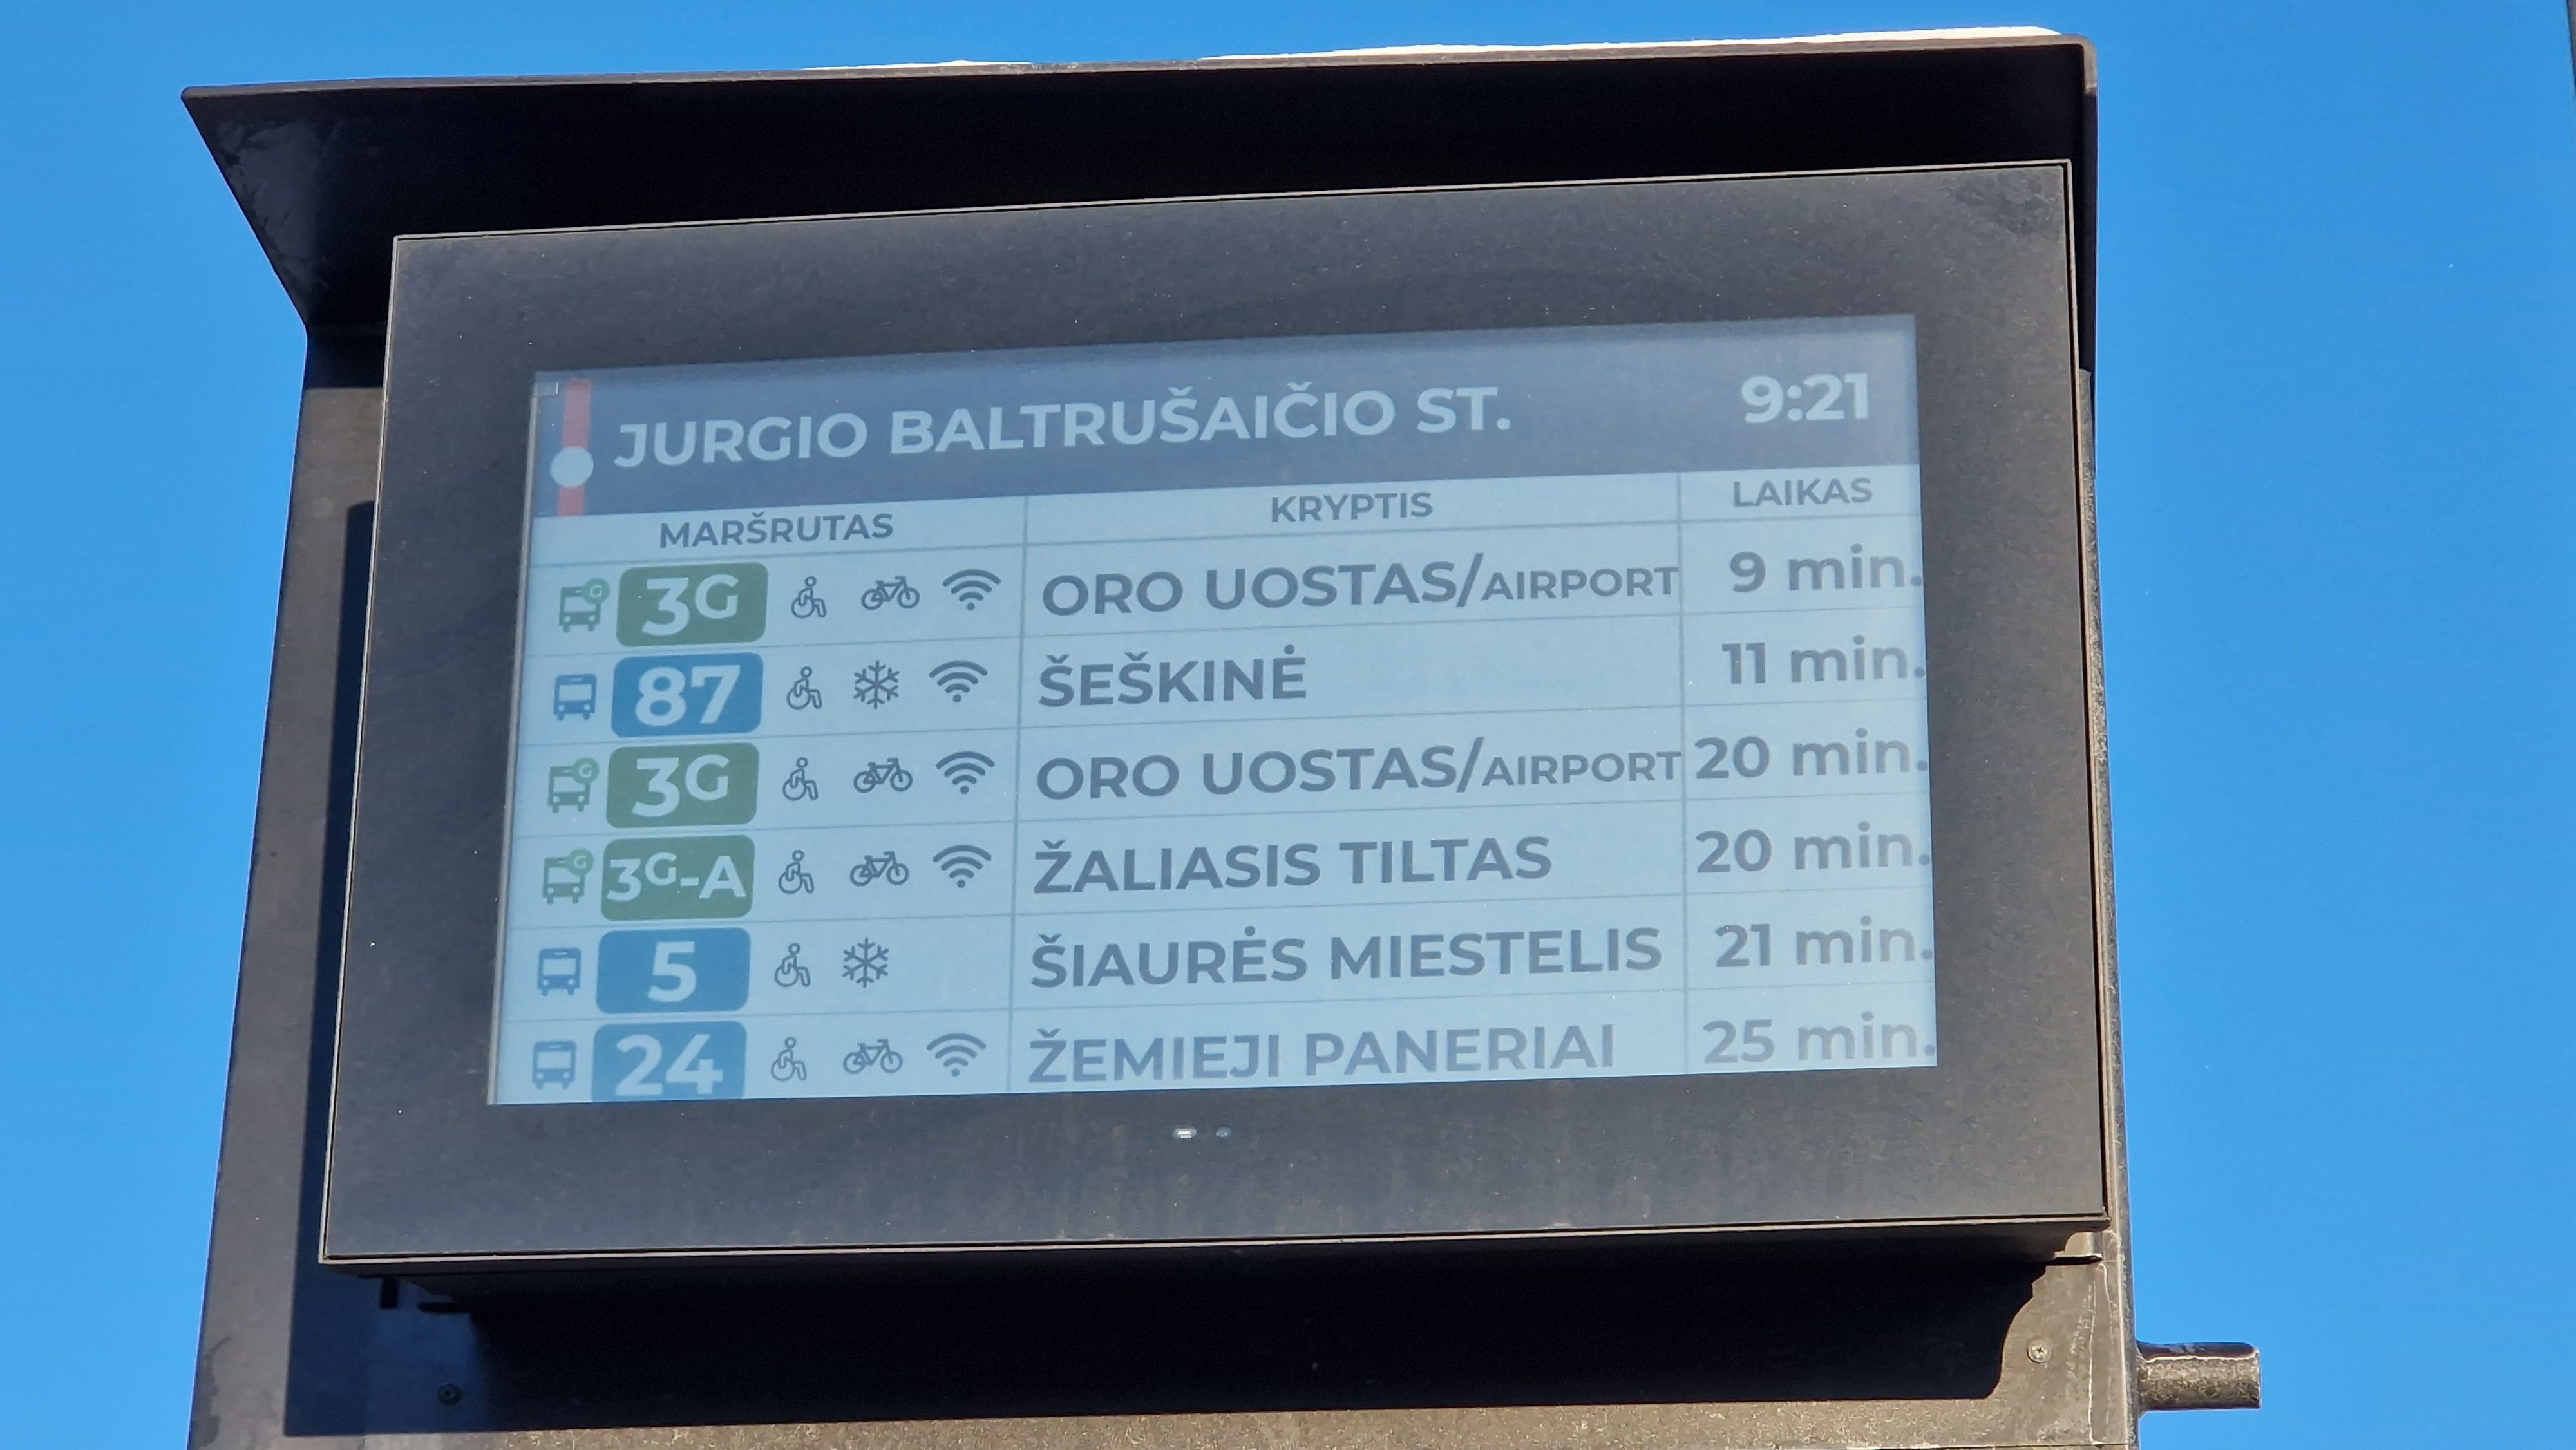 JURGIO BALTRUŠAIČIO ST. 9:21
MARŠRUTAS KRYPTIS LAIKAS
3G ORO UOSTAS/AIRPORT 9 min.
87 ŠEŠKINĖ 11 min.
3G ORO UOSTAS/AIRPORT 20 min.
3G-A ŽALIASIS TILTAS 20 min.
5 ŠIAURĖS MIESTELIS 21 min.
24 ŽEMIEJI PANERIAI 25 min.